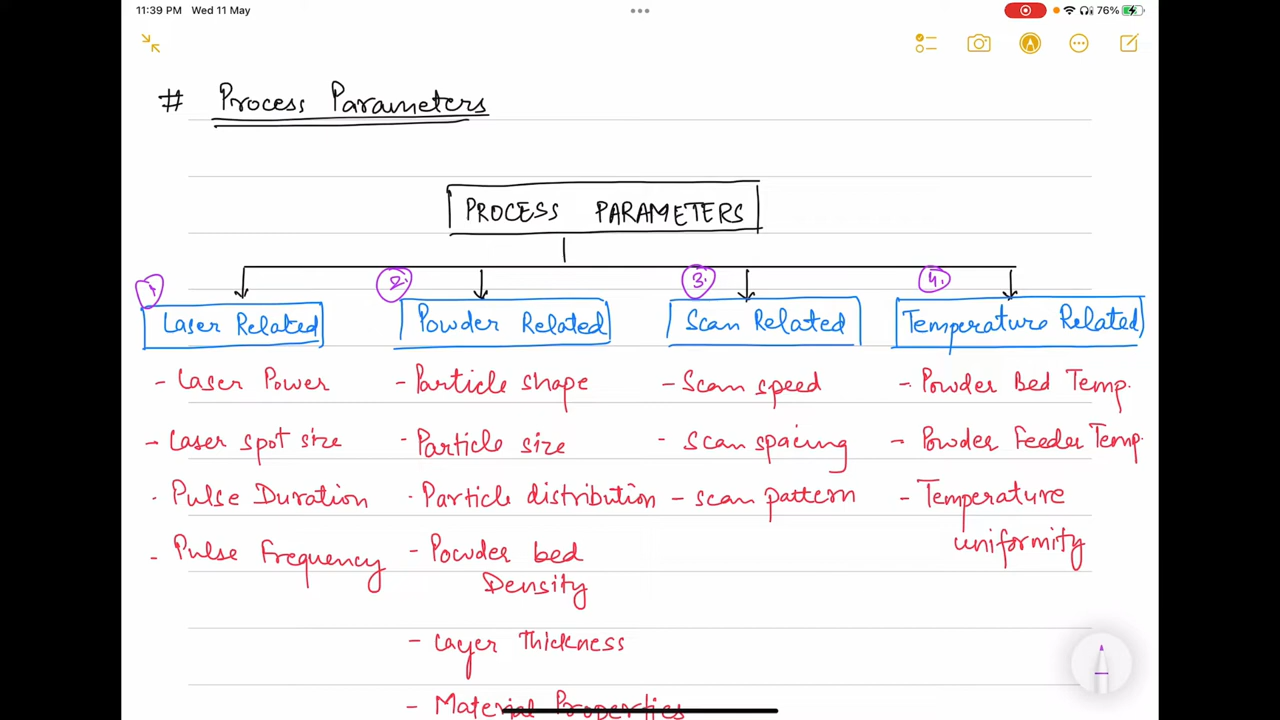 11:39 PM Wed 11 May
76%
# Process Parameters
PROCESS PARAMETERS
1. 2. 3. 4.
Laser Related Powder Related Scan Related Temperature Related
- Laser Power - Particle shape - Scan speed - Powder Bed Temp.
- Laser spot size - Particle size - Scan spacing - Powder Feeder Temp.
- Pulse Duration - Particle distribution - scan pattern - Temperature
uniformity
- Pulse Frequency - Powder bed
Density
- Layer Thickness
- Material Properties